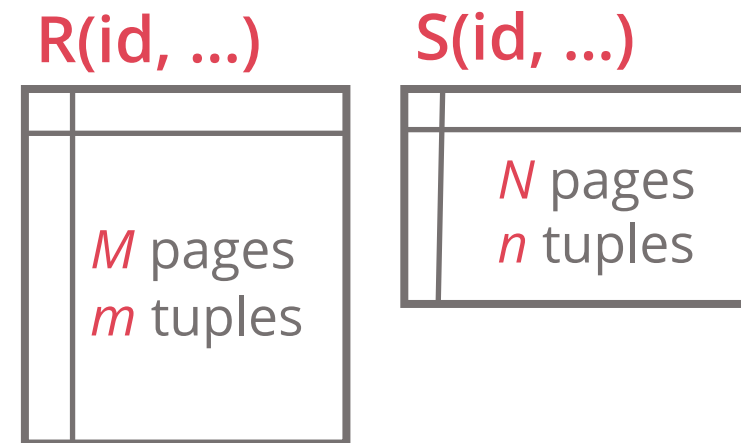 R(id, ...)
M pages
m tuples
S(id, ...)
N pages
n tuples